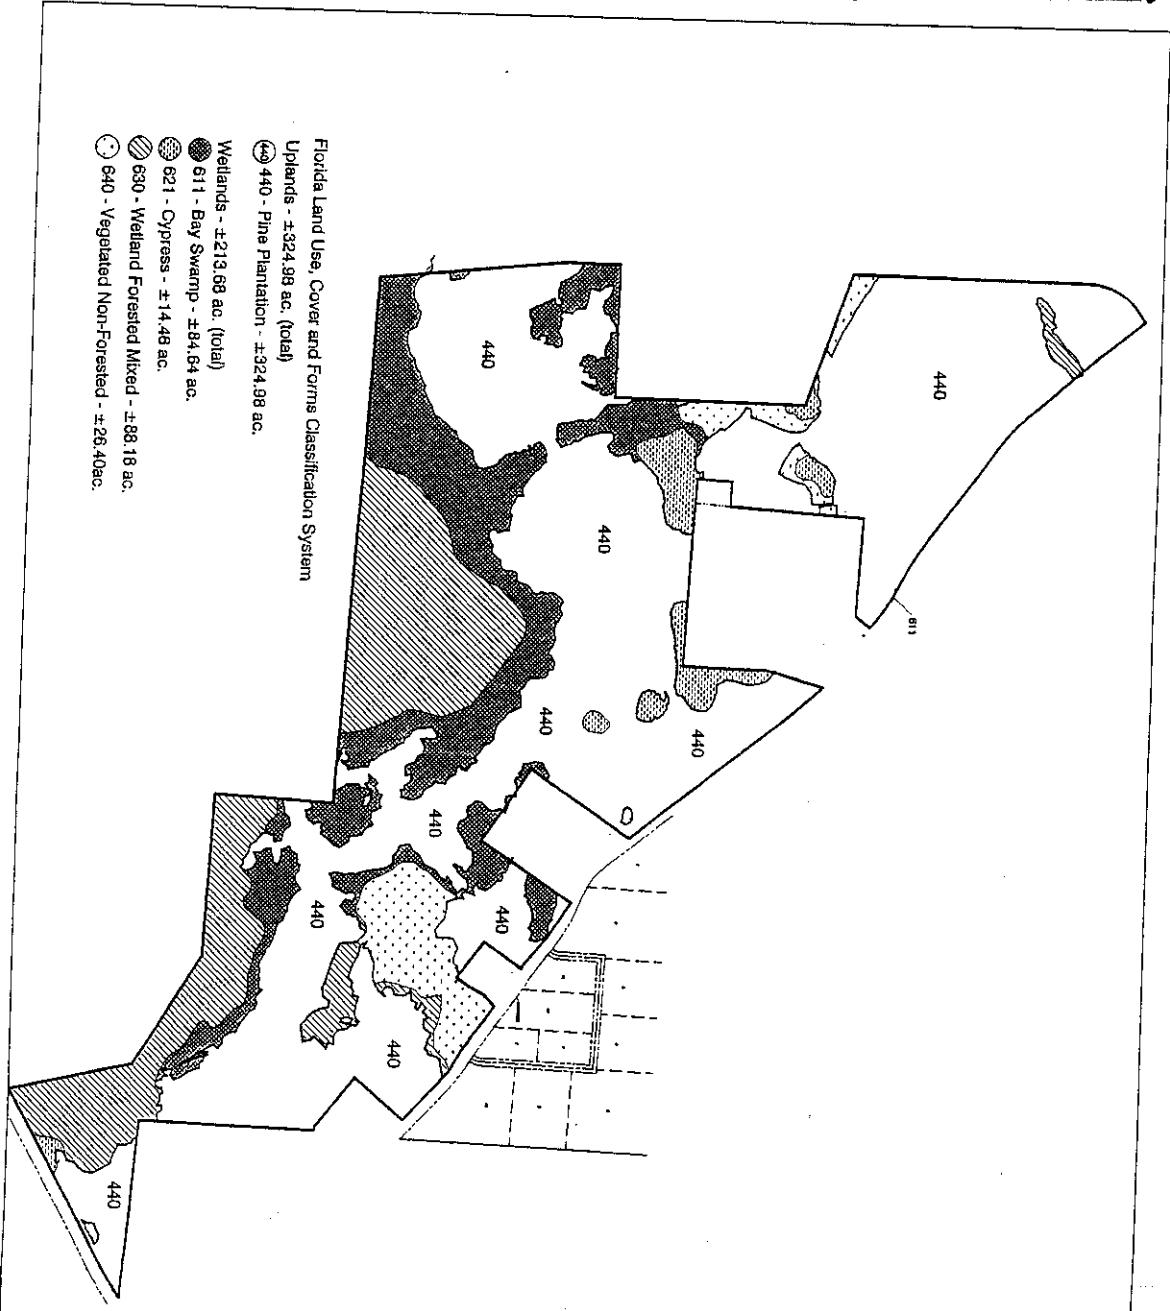 Florida Land Use, Cover and Forms Classification System
Uplands - ±324.98 ac. (total)
440 440 - Pine Plantation - ±324.98 ac.
Wetlands - ±213.68 ac. (total)
611 - Bay Swamp - ±84.64 ac.
621 - Cypress - ±14.46 ac.
630 - Wetland Forested Mixed - ±88.18 ac.
640 - Vegetated Non-Forested - ±26.40ac.
440
440
440
440
440
440
440
440
440
440
611